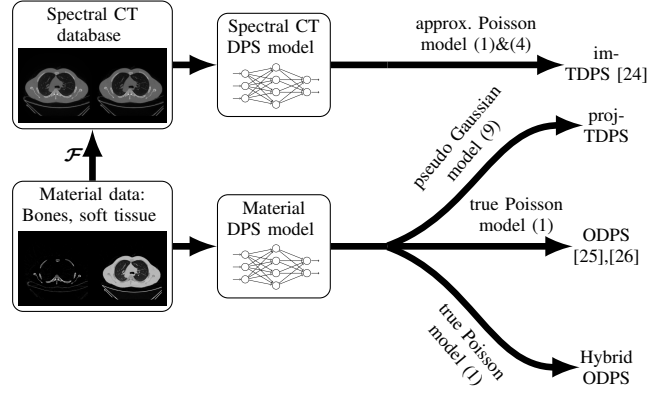 Spectral CT
database
Spectral CT
DPS model
approx. Poisson
model (1)&(4)
im-
TDPS [24]
pseudo Gaussian
model (9)
proj-
TDPS
ℱ
Material data:
Bones, soft tissue
Material
DPS model
true Poisson
model (1)
ODPS
[25],[26]
true Poisson
model (1)
Hybrid
ODPS